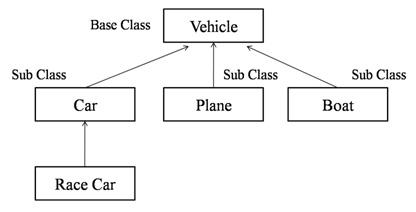 Base Class
Vehicle
Sub Class
Sub Class
Sub Class
Car
Plane
Boat
Race Car